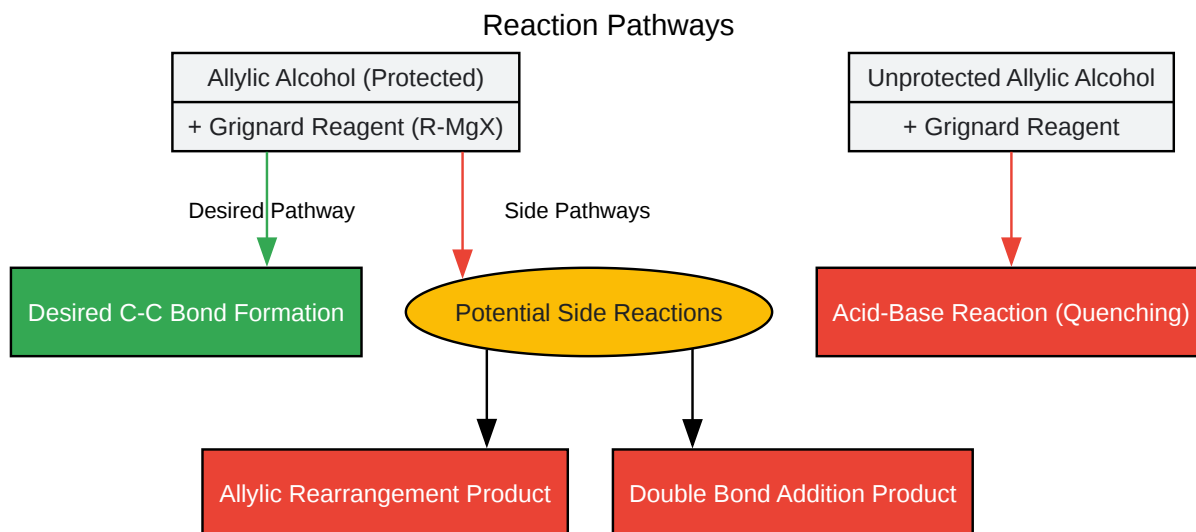 Reaction Pathways
Allylic Alcohol (Protected)
+ Grignard Reagent (R-MgX)
Unprotected Allylic Alcohol
+ Grignard Reagent
Desired Pathway
Side Pathways
Desired C-C Bond Formation
Potential Side Reactions
Acid-Base Reaction (Quenching)
Allylic Rearrangement Product
Double Bond Addition Product